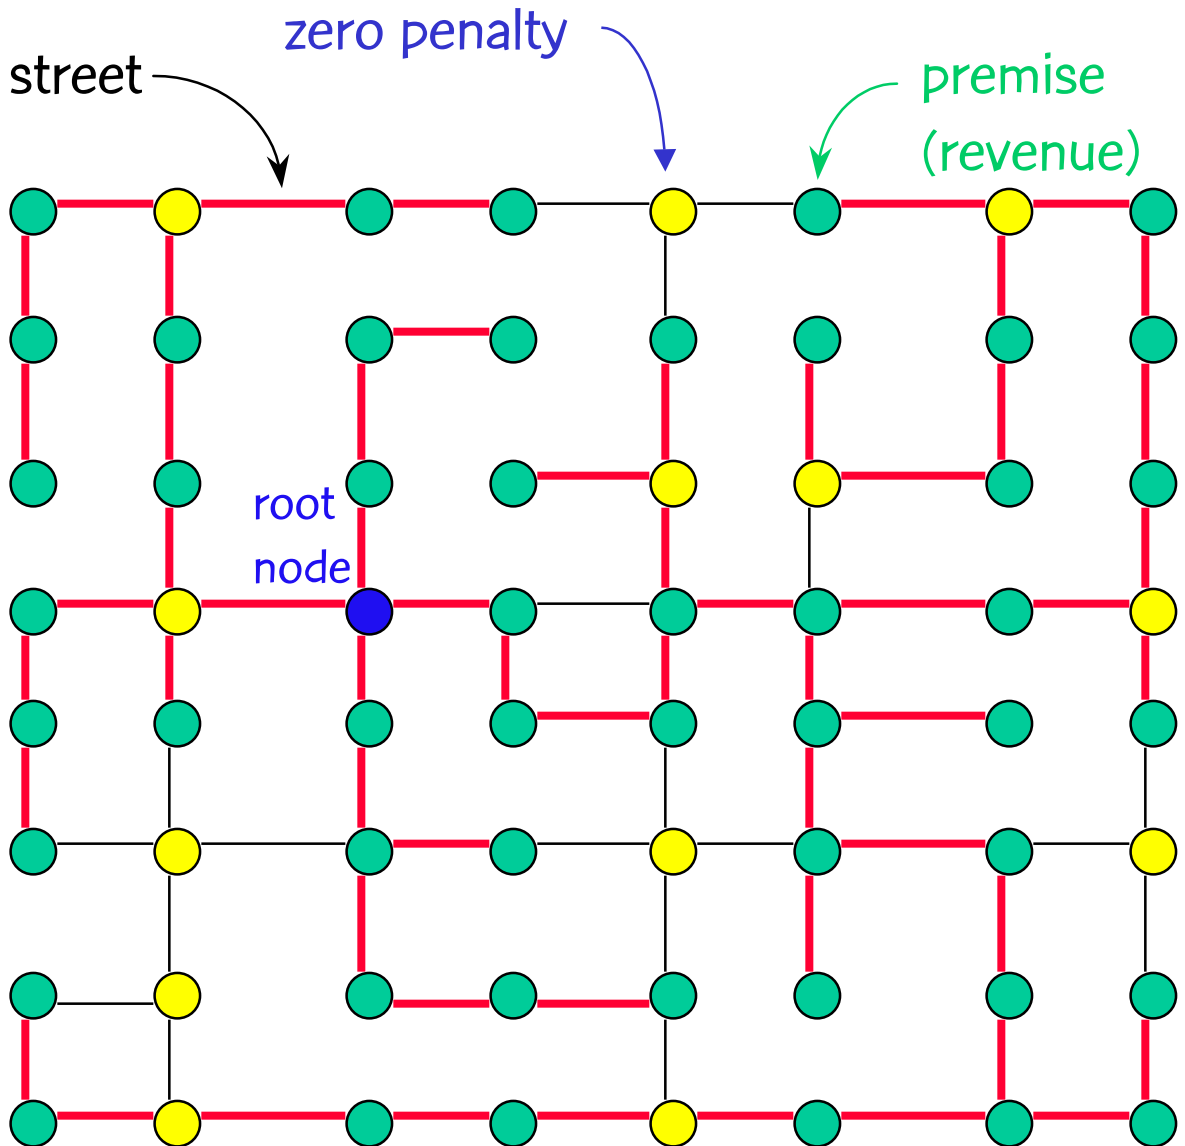 zero penalty
street
premise
(revenue)
root
node